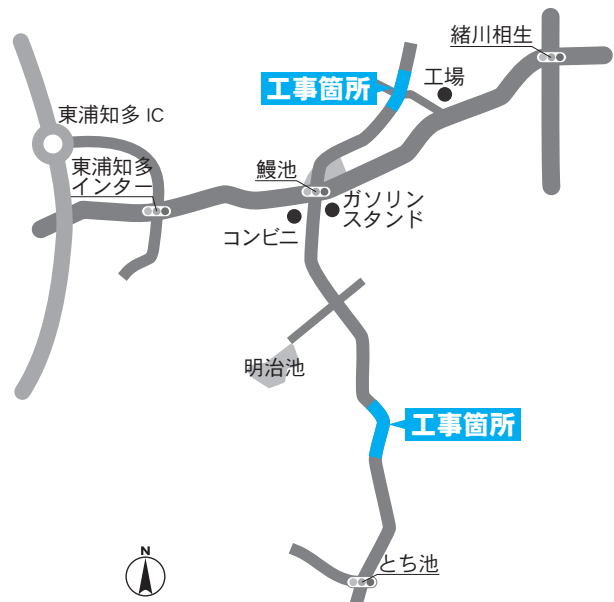 緒川相生
工事箇所
工場
東浦知多 IC
東浦知多
インター
鰻池
ガソリン
スタンド
コンビニ
明治池
工事箇所
とち池
N